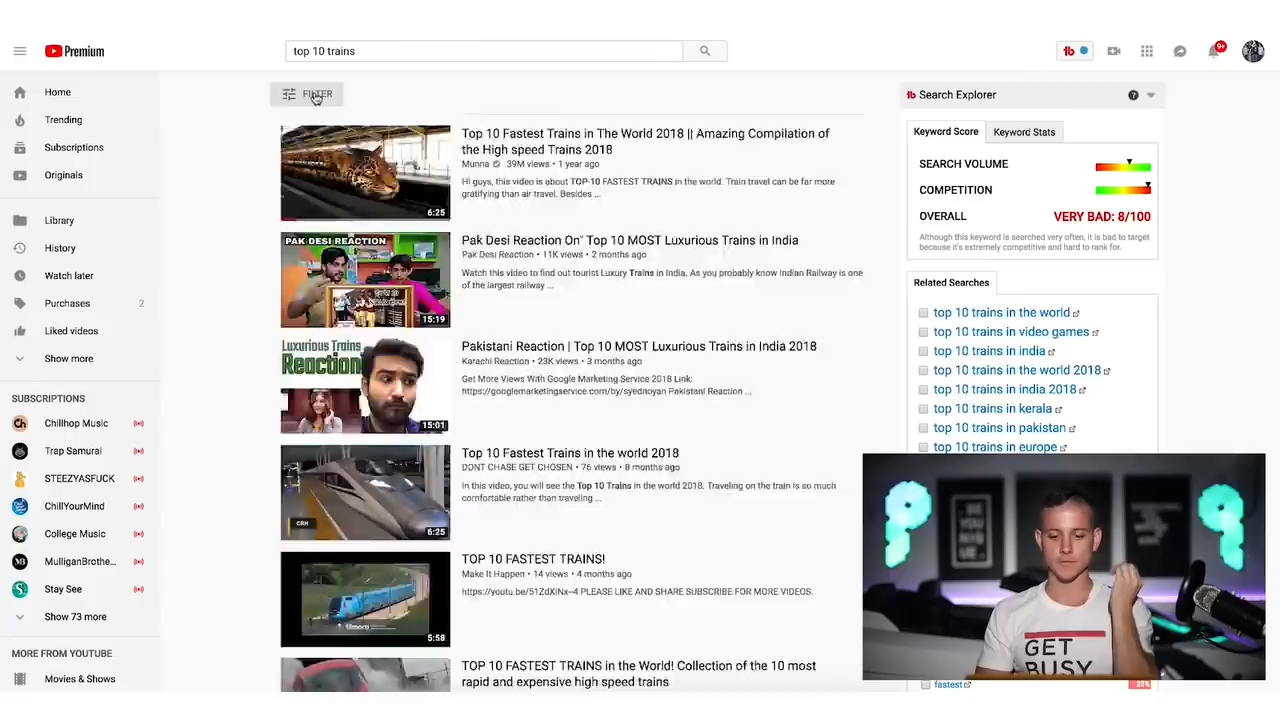 Premium
top 10 trains
tb
9+
Home
Trending
Subscriptions
Originals
Library
History
Watch later
Purchases 2
Liked videos
Show more
SUBSCRIPTIONS
Chillhop Music
Trap Samurai
STEEZYASFUCK
ChillYourMind
College Music
MulliganBrothe...
Stay See
Show 73 more
MORE FROM YOUTUBE
Movies & Shows
FILTER
6:25
Top 10 Fastest Trains in The World 2018 || Amazing Compilation of
the High speed Trains 2018
Munna 39M views • 1 year ago
Hi guys, this video is about TOP-10 FASTEST TRAINS in the world. Train travel can be far more
gratifying than air travel. Besides ...
PAK DESI REACTION
15:19
Pak Desi Reaction On" Top 10 MOST Luxurious Trains in India
Pak Desi Reaction • 11K views • 2 months ago
Watch this video to find out tourist Luxury Trains in India. As you probably know Indian Railway is one
of the largest railway ...
Luxurious Trains
Reaction
15:01
Pakistani Reaction | Top 10 MOST Luxurious Trains in India 2018
Karachi Reaction • 23K views • 3 months ago
Get More Views With Google Marketing Service 2018 Link:
https://googlemarketingservice.com/by/syednoyan Pakistani Reaction ...
CRH
6:25
Top 10 Fastest Trains in the world 2018
DONT CHASE GET CHOSEN • 76 views • 8 months ago
In this video, you will see the Top 10 Trains in the world 2018. Traveling on the train is so much
comfortable rather than traveling ...
filmora
5:58
TOP 10 FASTEST TRAINS!
Make It Happen • 14 views • 4 months ago
https://youtu.be/51ZdXiNx-4 PLEASE LIKE AND SHARE SUBSCRIBE FOR MORE VIDEOS.
TOP 10 FASTEST TRAINS in the World! Collection of the 10 most
rapid and expensive high speed trains
tb Search Explorer
Keyword Score Keyword Stats
SEARCH VOLUME
COMPETITION
OVERALL VERY BAD: 8/100
Although this keyword is searched very often, it is bad to target
because it's extremely competitive and hard to rank for.
Related Searches
top 10 trains in the world
top 10 trains in video games
top 10 trains in india
top 10 trains in the world 2018
top 10 trains in india 2018
top 10 trains in kerala
top 10 trains in pakistan
top 10 trains in europe
GET
BUSY
fastest 25%